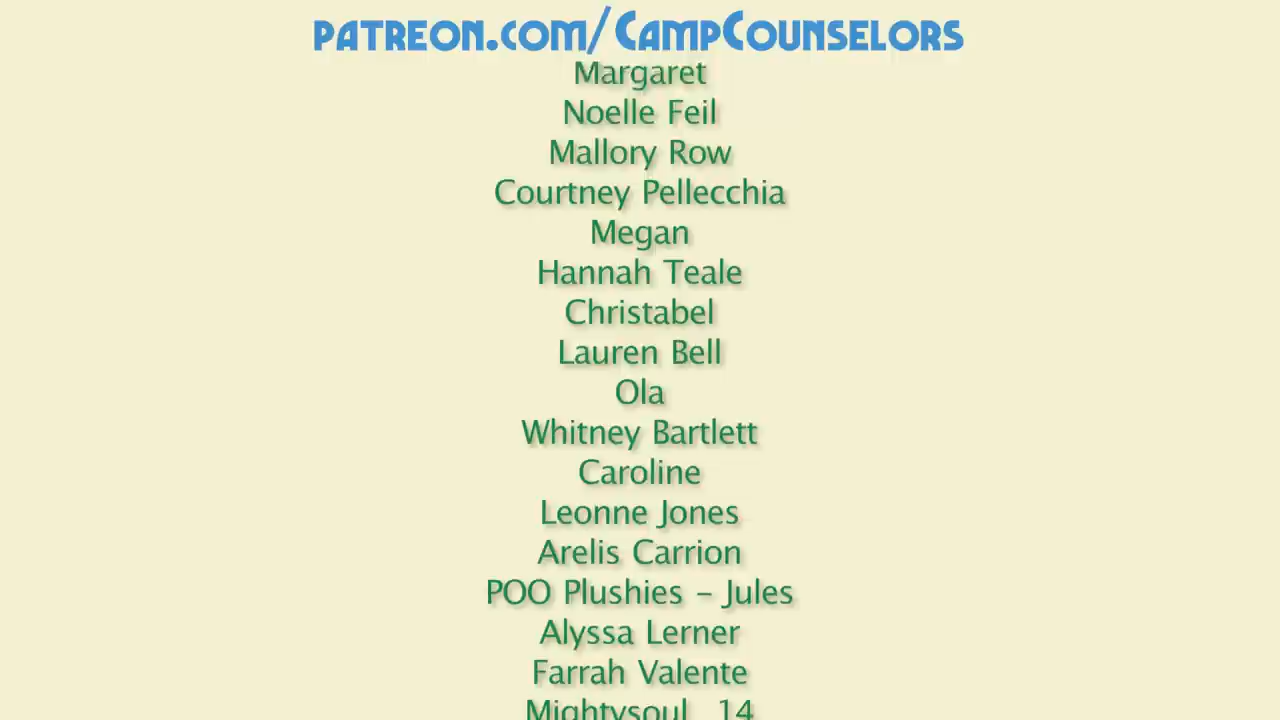 PATREON.COM/CAMPCOUNSELORS
Margaret
Noelle Feil
Mallory Row
Courtney Pellecchia
Megan
Hannah Teale
Christabel
Lauren Bell
Ola
Whitney Bartlett
Caroline
Leonne Jones
Arelis Carrion
POO Plushies - Jules
Alyssa Lerner
Farrah Valente
Mightysoul_14